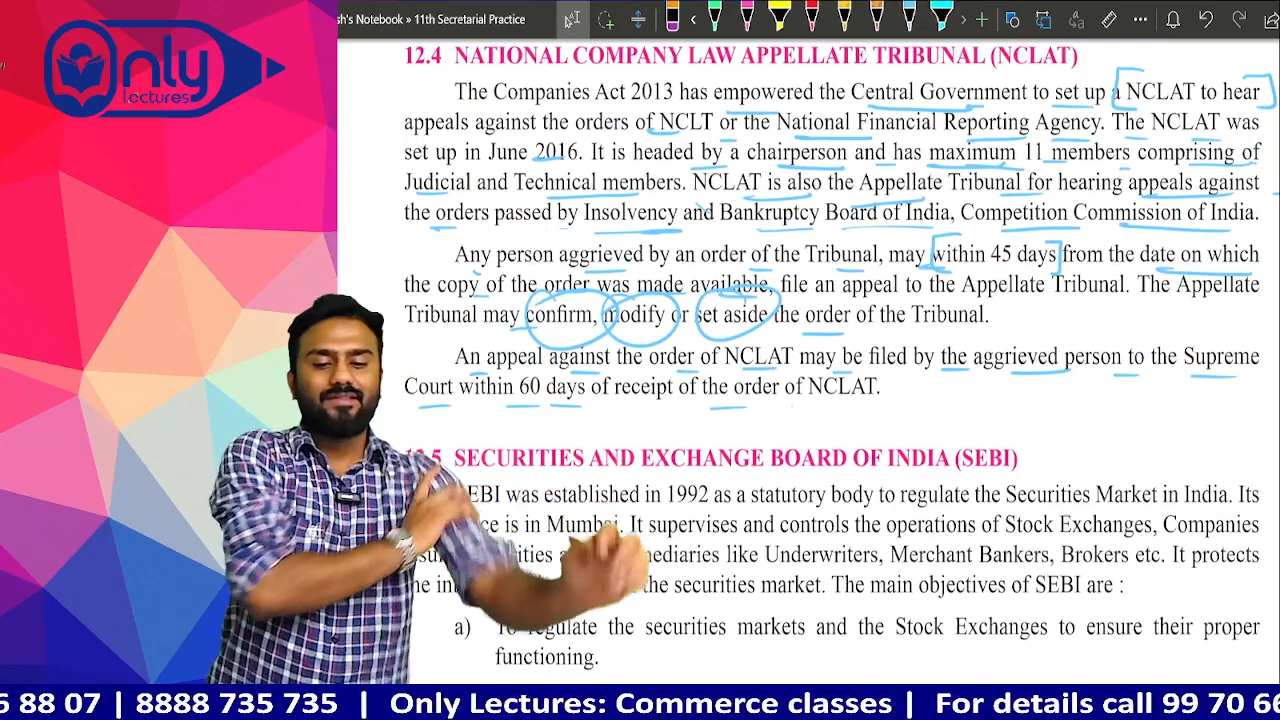 sh's Notebook » 11th Secretarial Practice
Only
lectures
12.4 NATIONAL COMPANY LAW APPELLATE TRIBUNAL (NCLAT)
The Companies Act 2013 has empowered the Central Government to set up a NCLAT to hear
appeals against the orders of NCLT or the National Financial Reporting Agency. The NCLAT was
set up in June 2016. It is headed by a chairperson and has maximum 11 members comprising of
Judicial and Technical members. NCLAT is also the Appellate Tribunal for hearing appeals against
the orders passed by Insolvency and Bankruptcy Board of India, Competition Commission of India.
Any person aggrieved by an order of the Tribunal, may within 45 days from the date on which
the copy of the order was made available, file an appeal to the Appellate Tribunal. The Appellate
Tribunal may confirm, modify or set aside the order of the Tribunal.
An appeal against the order of NCLAT may be filed by the aggrieved person to the Supreme
Court within 60 days of receipt of the order of NCLAT.
SECURITIES AND EXCHANGE BOARD OF INDIA (SEBI)
was established in 1992 as a statutory body to regulate the Securities Market in India. Its
is in Mumbai. It supervises and controls the operations of Stock Exchanges, Companies
like Underwriters, Merchant Bankers, Brokers etc. It protects
the securities market. The main objectives of SEBI are :
a) To regulate the securities markets and the Stock Exchanges to ensure their proper
functioning.
6 88 07 | 8888 735 735 | Only Lectures: Commerce classes | For details call 99 70 66